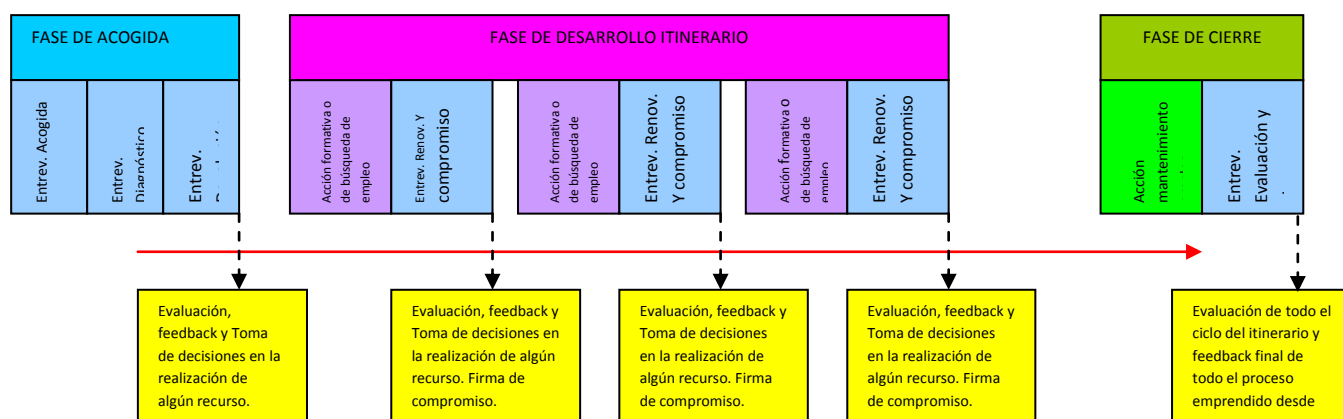 FASE DE ACOGIDA
FASE DE DESARROLLO ITINERARIO
FASE DE CIERRE
Entrev. Acogida
Entrev.
Diagnóstico
Entrev.
Acción formativa o
de búsqueda de
empleo
Entrev. Renov. Y
compromiso
Acción formativa o
de búsqueda de
empleo
Entrev. Renov.
Y compromiso
Acción formativa o
de búsqueda de
empleo
Entrev. Renov.
Y compromiso
Acción
mantenimiento
Entrev.
Evaluación y
Evaluación,
feedback y Toma
de decisiones en la
realización de
algún recurso.
Evaluación, feedback y
Toma de decisiones en
la realización de algún
recurso. Firma de
compromiso.
Evaluación, feedback y
Toma de decisiones
en la realización de
algún recurso. Firma
de compromiso.
Evaluación, feedback y
Toma de decisiones
en la realización de
algún recurso. Firma
de compromiso.
Evaluación de todo el
ciclo del itinerario y
feedback final de
todo el proceso
emprendido desde